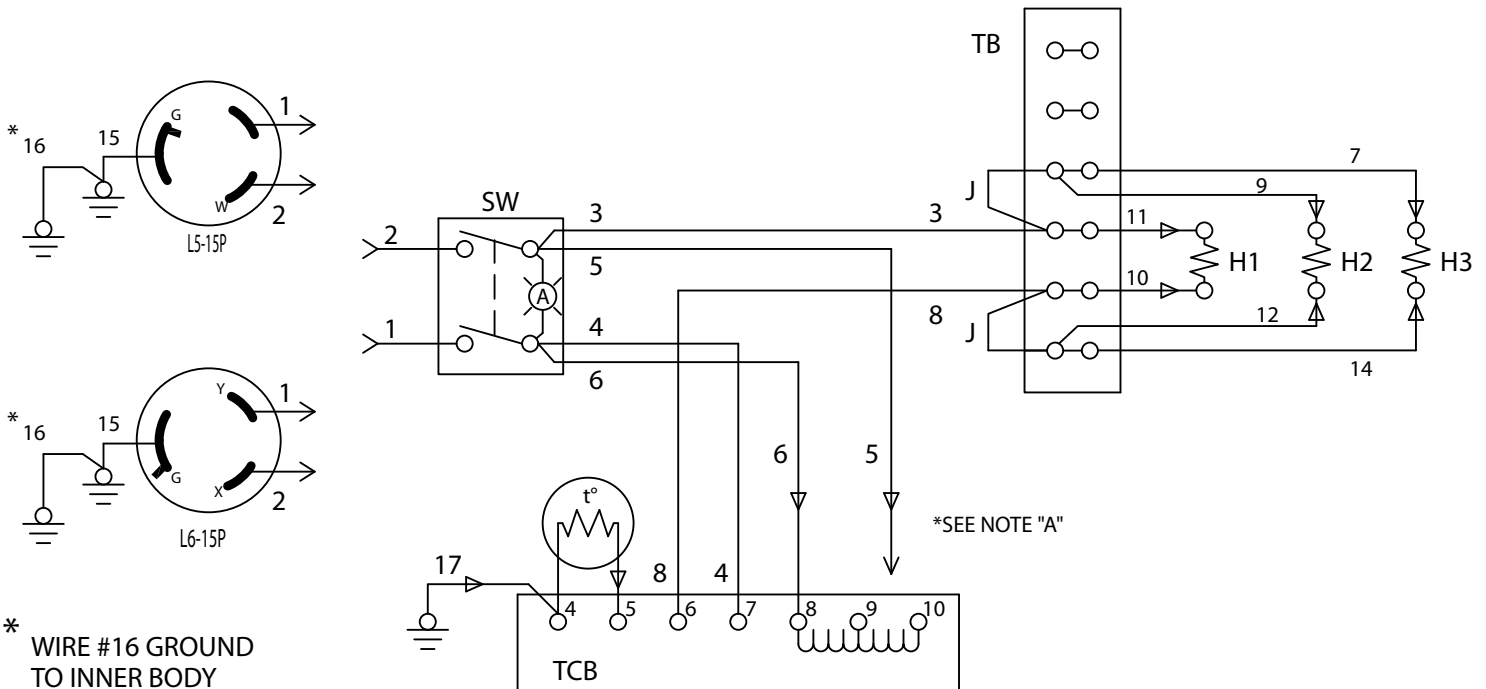 TB
G
1
*
16
15
W
2
L5-15P
SW
2
3
5
A
1
4
6
3
8
J
J
11
10
7
9
H1
H2
H3
12
14
Y
1
*
16
15
G
X
2
L6-15P
6
5
*SEE NOTE "A"
t°
17
8
4
4
5
6
7
8
9
10
TCB
*
WIRE #16 GROUND
TO INNER BODY